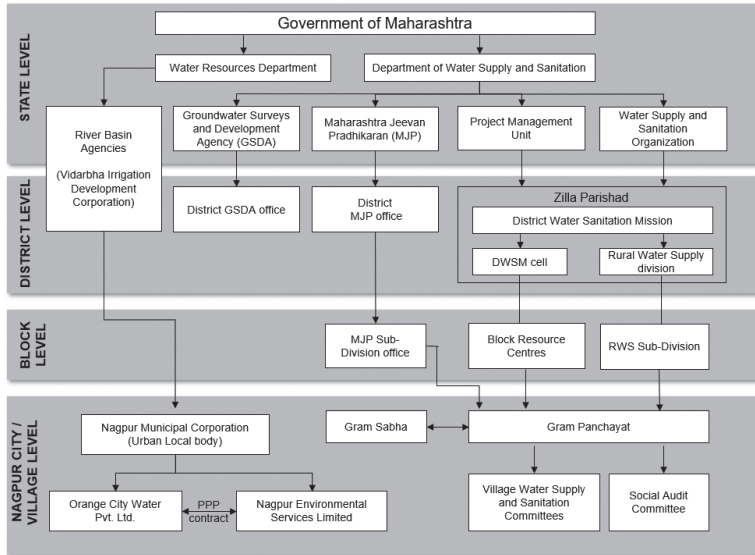 STATE LEVEL
Government of Maharashtra
Water Resources Department
Department of Water Supply and Sanitation
River Basin
Agencies
(Vidarbha Irrigation
Development
Corporation)
Groundwater Surveys
and Development
Agency (GSDA)
Maharashtra Jeevan
Pradhikaran (MJP)
Project Management
Unit
Water Supply and
Sanitation
Organization
DISTRICT LEVEL
District GSDA office
District
MJP office
Zilla Parishad
District Water Sanitation Mission
DWSM cell
Rural Water Supply
division
BLOCK
LEVEL
MJP Sub-
Division office
Block Resource
Centres
RWS Sub-Division
NAGPUR CITY /
VILLAGE LEVEL
Nagpur Municipal Corporation
(Urban Local body)
Gram Sabha
Gram Panchayat
Orange City Water
Pvt. Ltd.
PPP
contract
Nagpur Environmental
Services Limited
Village Water Supply
and Sanitation
Committees
Social Audit
Committee